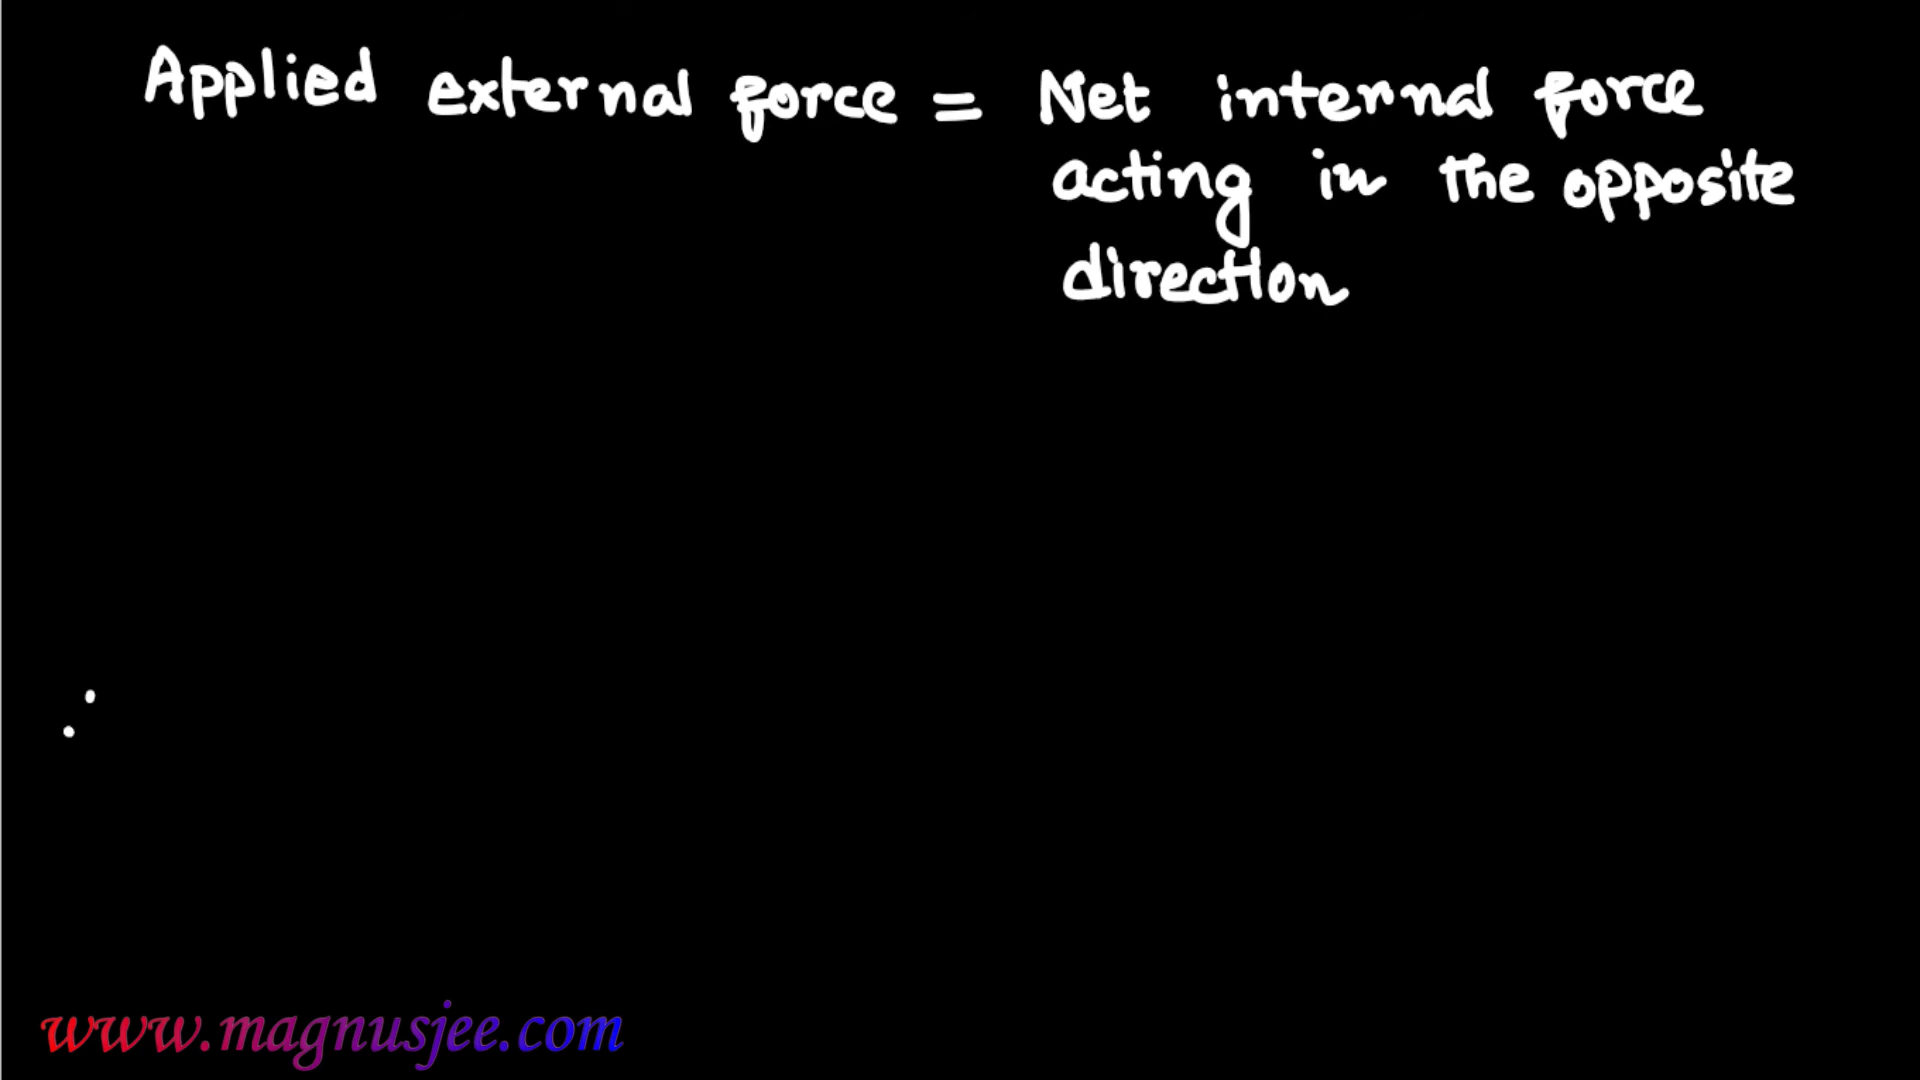 Applied external force = Net internal force
acting in the opposite
direction
www.magnusjee.com